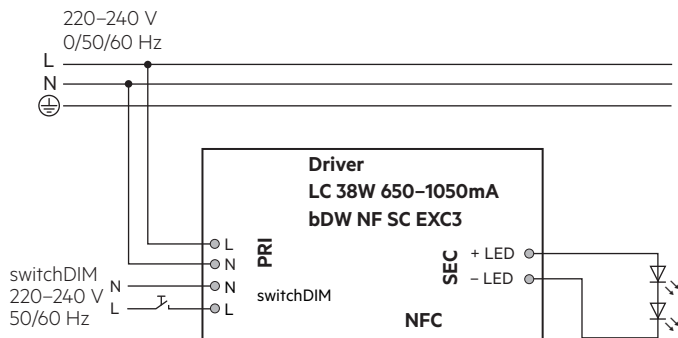 220–240 V
0/50/60 Hz
L
N
Driver
LC 38W 650–1050mA
bDW NF SC EXC3
PRI
L
N
SEC
+ LED
– LED
switchDIM
220–240 V
50/60 Hz
N
L
N
L
switchDIM
NFC